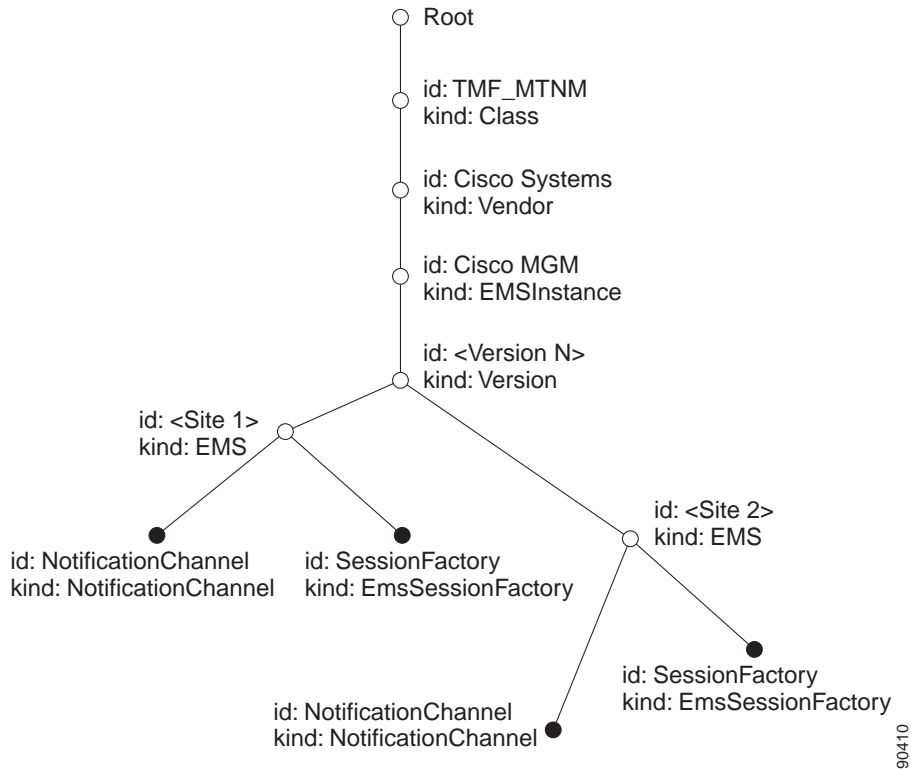 Root
id: TMF_MTNM
kind: Class
id: Cisco Systems
kind: Vendor
id: Cisco MGM
kind: EMSInstance
id: <Version N>
kind: Version
id: <Site 1>
kind: EMS
id: <Site 2>
kind: EMS
id: NotificationChannel
kind: NotificationChannel
id: SessionFactory
kind: EmsSessionFactory
id: SessionFactory
kind: EmsSessionFactory
id: NotificationChannel
kind: NotificationChannel
90410